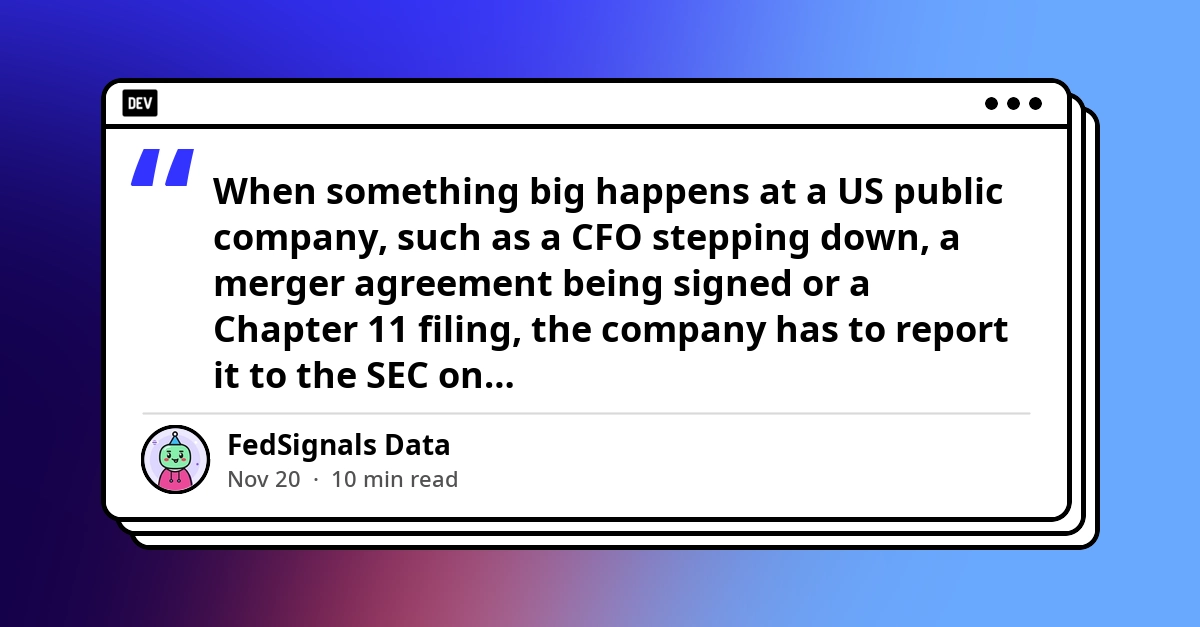 DEV
“
When something big happens at a US public
company, such as a CFO stepping down, a
merger agreement being signed or a
Chapter 11 filing, the company has to report
it to the SEC on...
FedSignals Data
Nov 20 · 10 min read